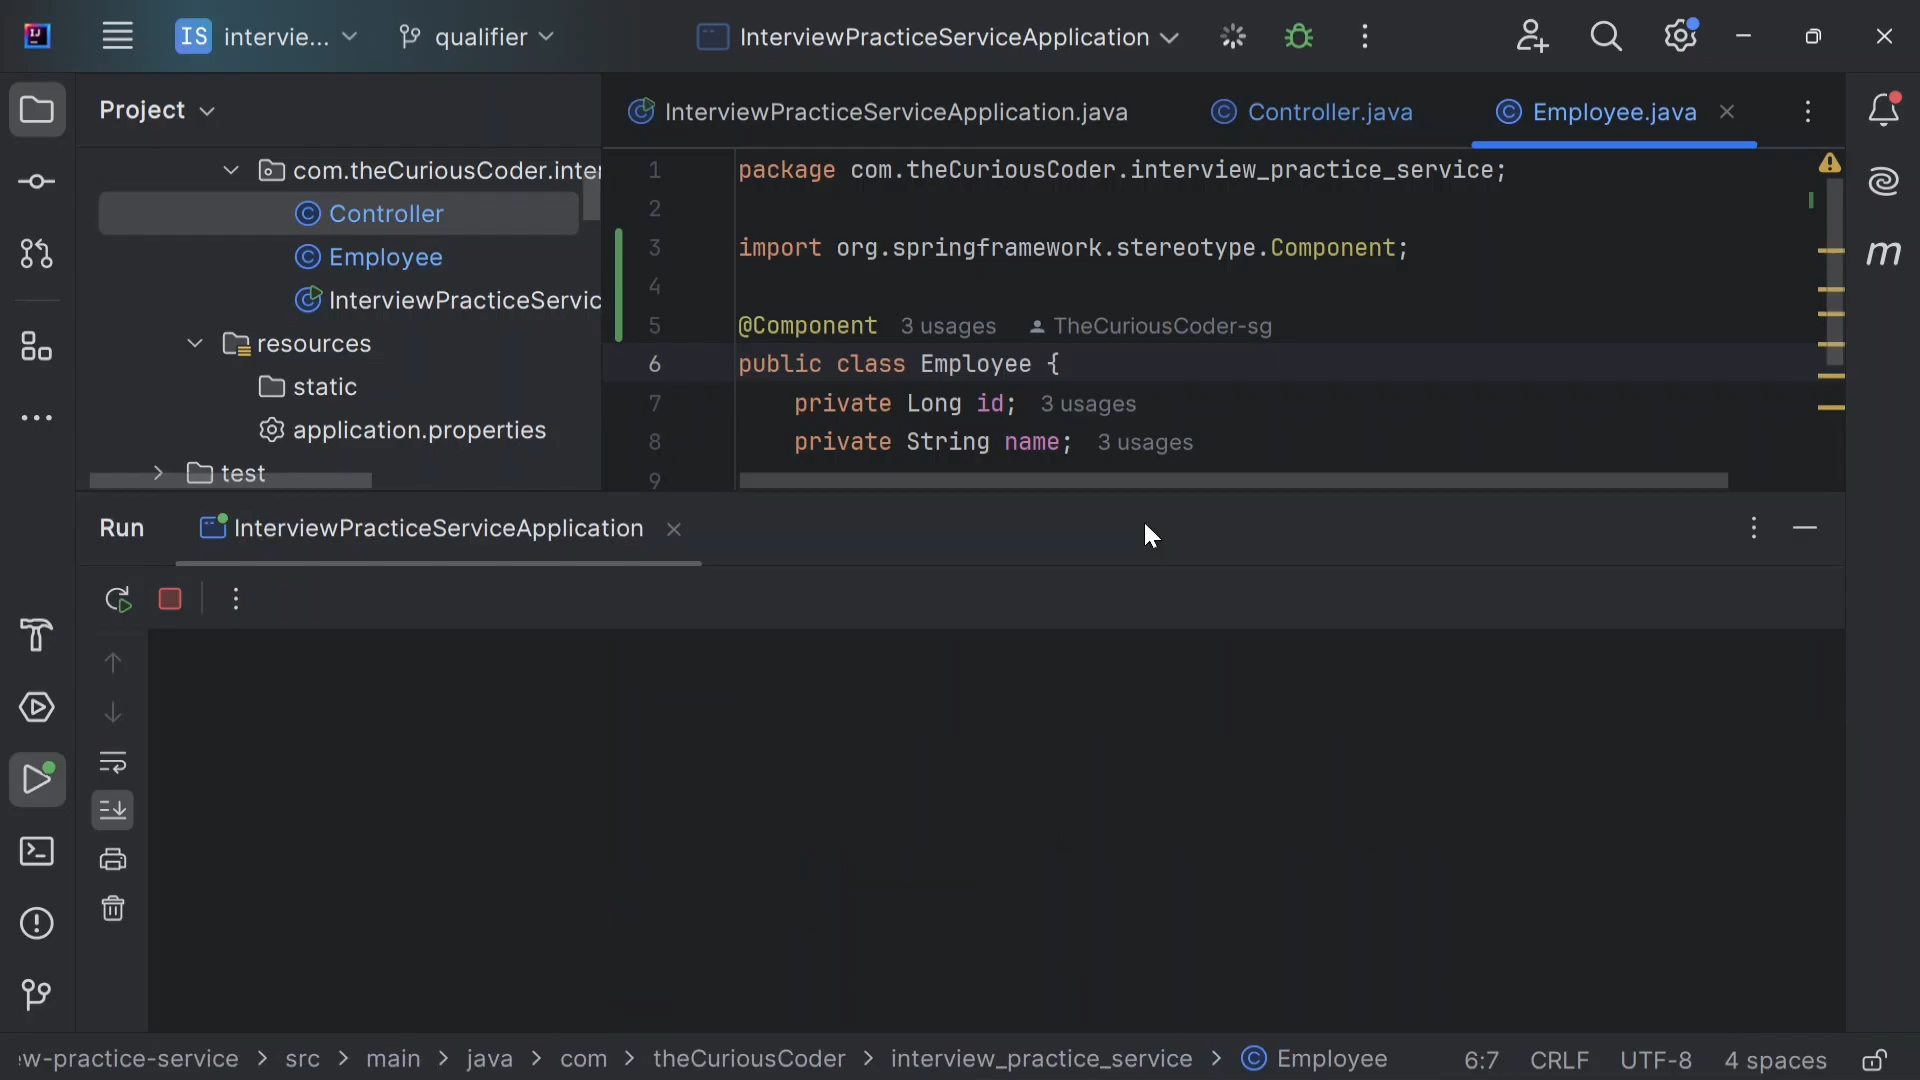 IS intervie... qualifier InterviewPracticeServiceApplication
Project
com.theCuriousCoder.inter
Controller
Employee
InterviewPracticeServic
resources
static
application.properties
test
InterviewPracticeServiceApplication.java Controller.java Employee.java
1 package com.theCuriousCoder.interview_practice_service;
2
3 import org.springframework.stereotype.Component;
4
5 @Component 3 usages TheCuriousCoder-sg
6 public class Employee {
7 private Long id; 3 usages
8 private String name; 3 usages
9
m
Run InterviewPracticeServiceApplication
ew-practice-service > src > main > java > com > theCuriousCoder > interview_practice_service > Employee 6:7 CRLF UTF-8 4 spaces